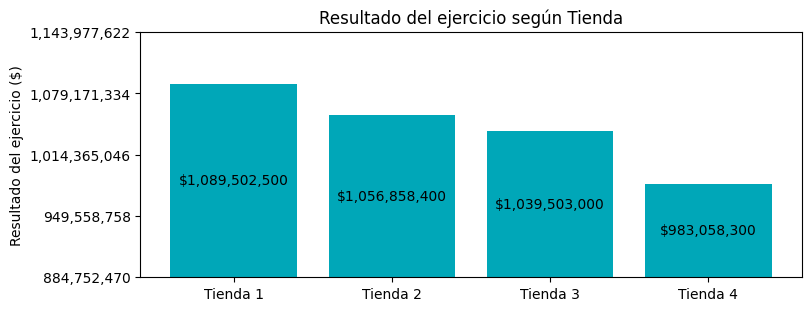 Resultado del ejercicio según Tienda
Resultado del ejercicio ($)
1,143,977,622
1,079,171,334
1,014,365,046
949,558,758
884,752,470
$1,089,502,500
$1,056,858,400
$1,039,503,000
$983,058,300
Tienda 1
Tienda 2
Tienda 3
Tienda 4